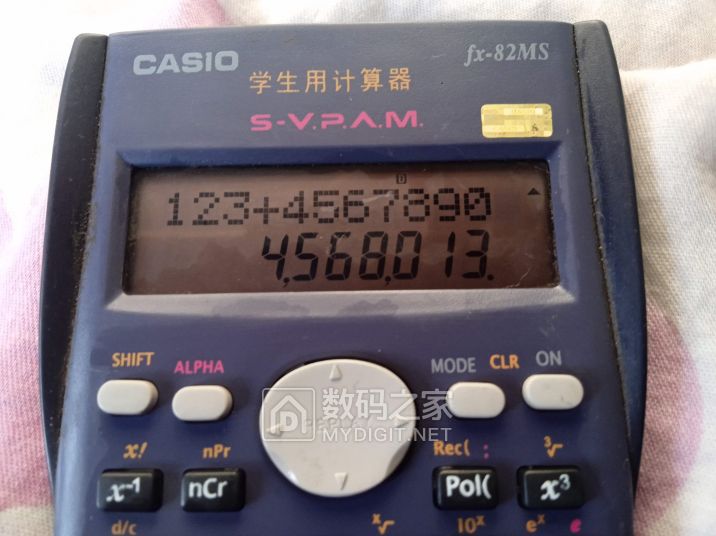 CASIO
fx-82MS
学生用计算器
S-V.P.A.M.
D
123+4567890
4,568,013.
SHIFT
ALPHA
MODE CLR ON
数码之家
MYDIGIT.NET
x! nPr Rec( ; ³√
x⁻¹ nCr Pol( x³
d/c ˣ√ 10ˣ eˣ e